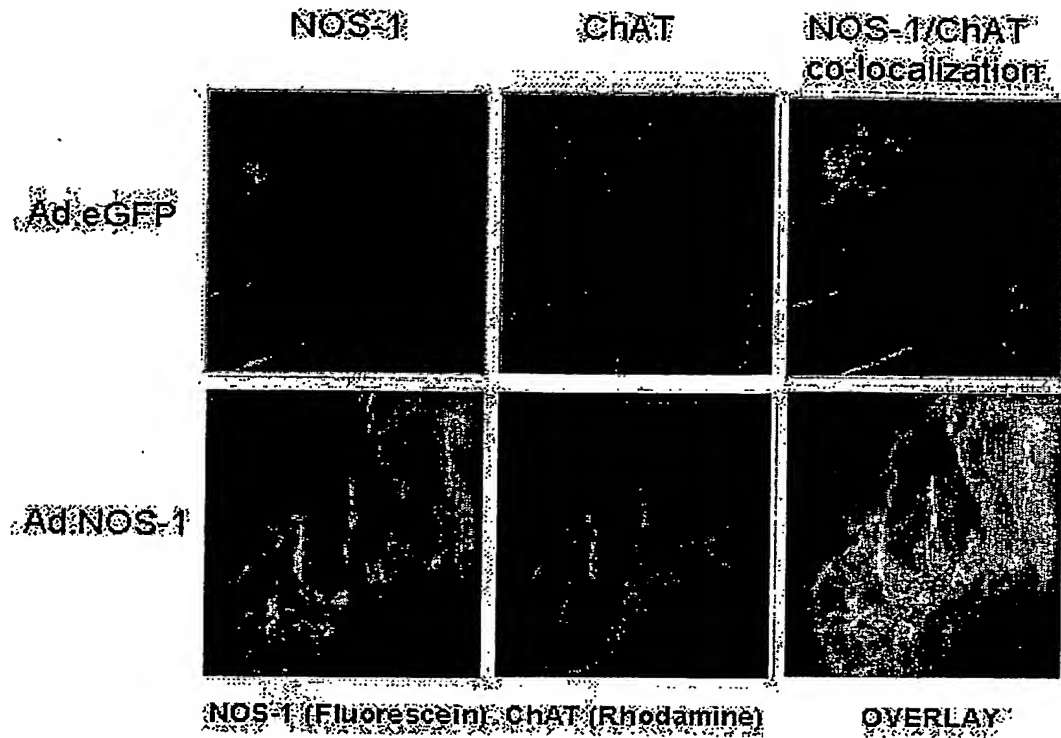 NOS-1 ChAT NOS-1/ChAT
co-localization
Ad.eGFP
Ad.NOS-1
NOS-1 (Fluorescein) ChAT (Rhodamine) OVERLAY